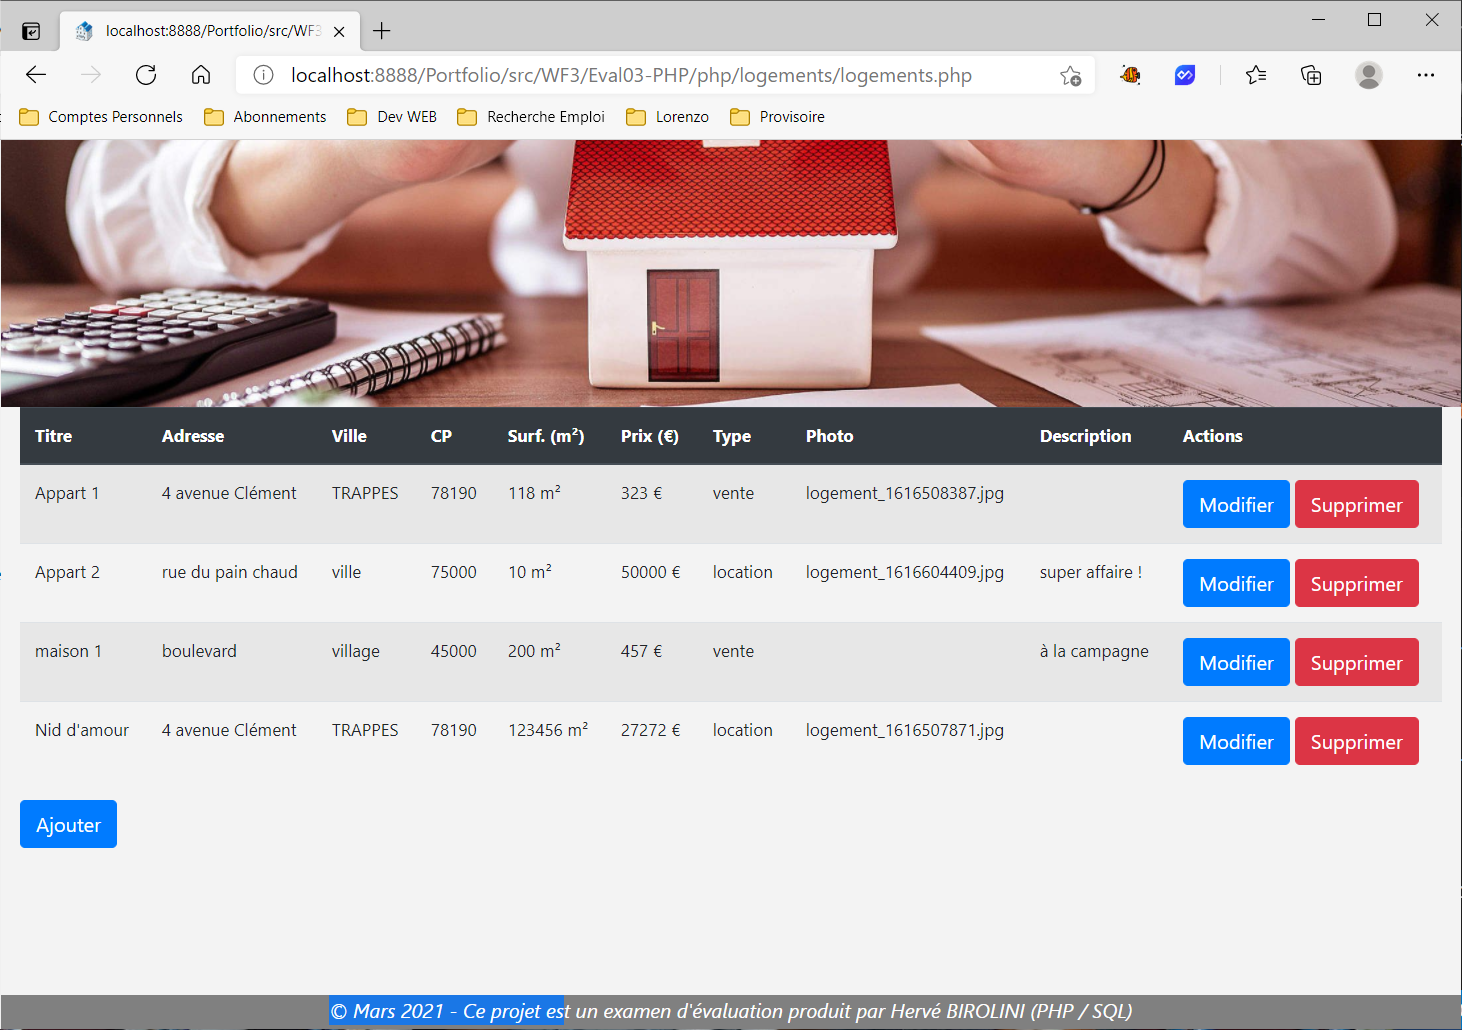 localhost:8888/Portfolio/src/WF3
localhost:8888/Portfolio/src/WF3/Eval03-PHP/php/logements/logements.php
Comptes Personnels Abonnements Dev WEB Recherche Emploi Lorenzo Provisoire
Titre Adresse Ville CP Surf. (m²) Prix (€) Type Photo Description Actions
Appart 1 4 avenue Clément TRAPPES 78190 118 m² 323 € vente logement_1616508387.jpg Modifier Supprimer
Appart 2 rue du pain chaud ville 75000 10 m² 50000 € location logement_1616604409.jpg super affaire ! Modifier Supprimer
maison 1 boulevard village 45000 200 m² 457 € vente à la campagne Modifier Supprimer
Nid d'amour 4 avenue Clément TRAPPES 78190 123456 m² 27272 € location logement_1616507871.jpg Modifier Supprimer
Ajouter
© Mars 2021 - Ce projet est un examen d'évaluation produit par Hervé BIROLINI (PHP / SQL)